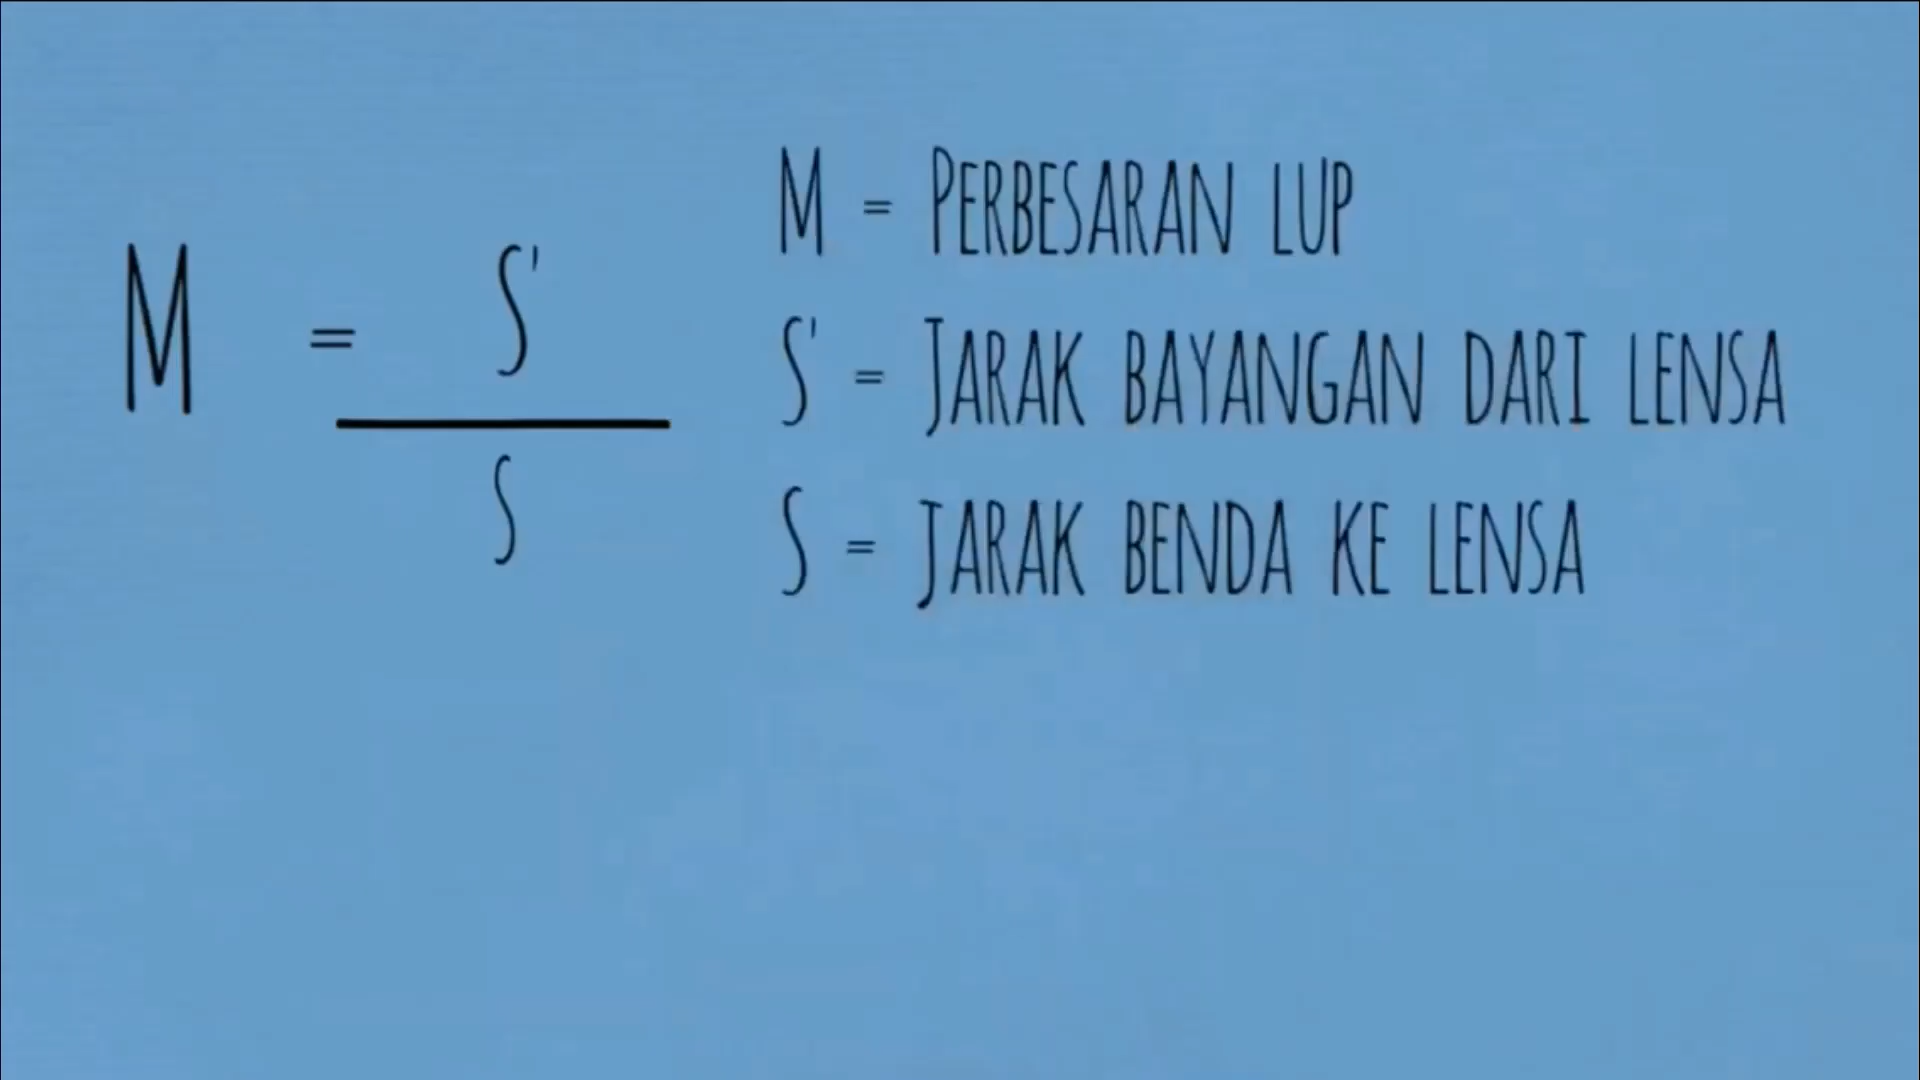 M = S'
S
M = PERBESARAN LUP
S' = JARAK BAYANGAN DARI LENSA
S = JARAK BENDA KE LENSA